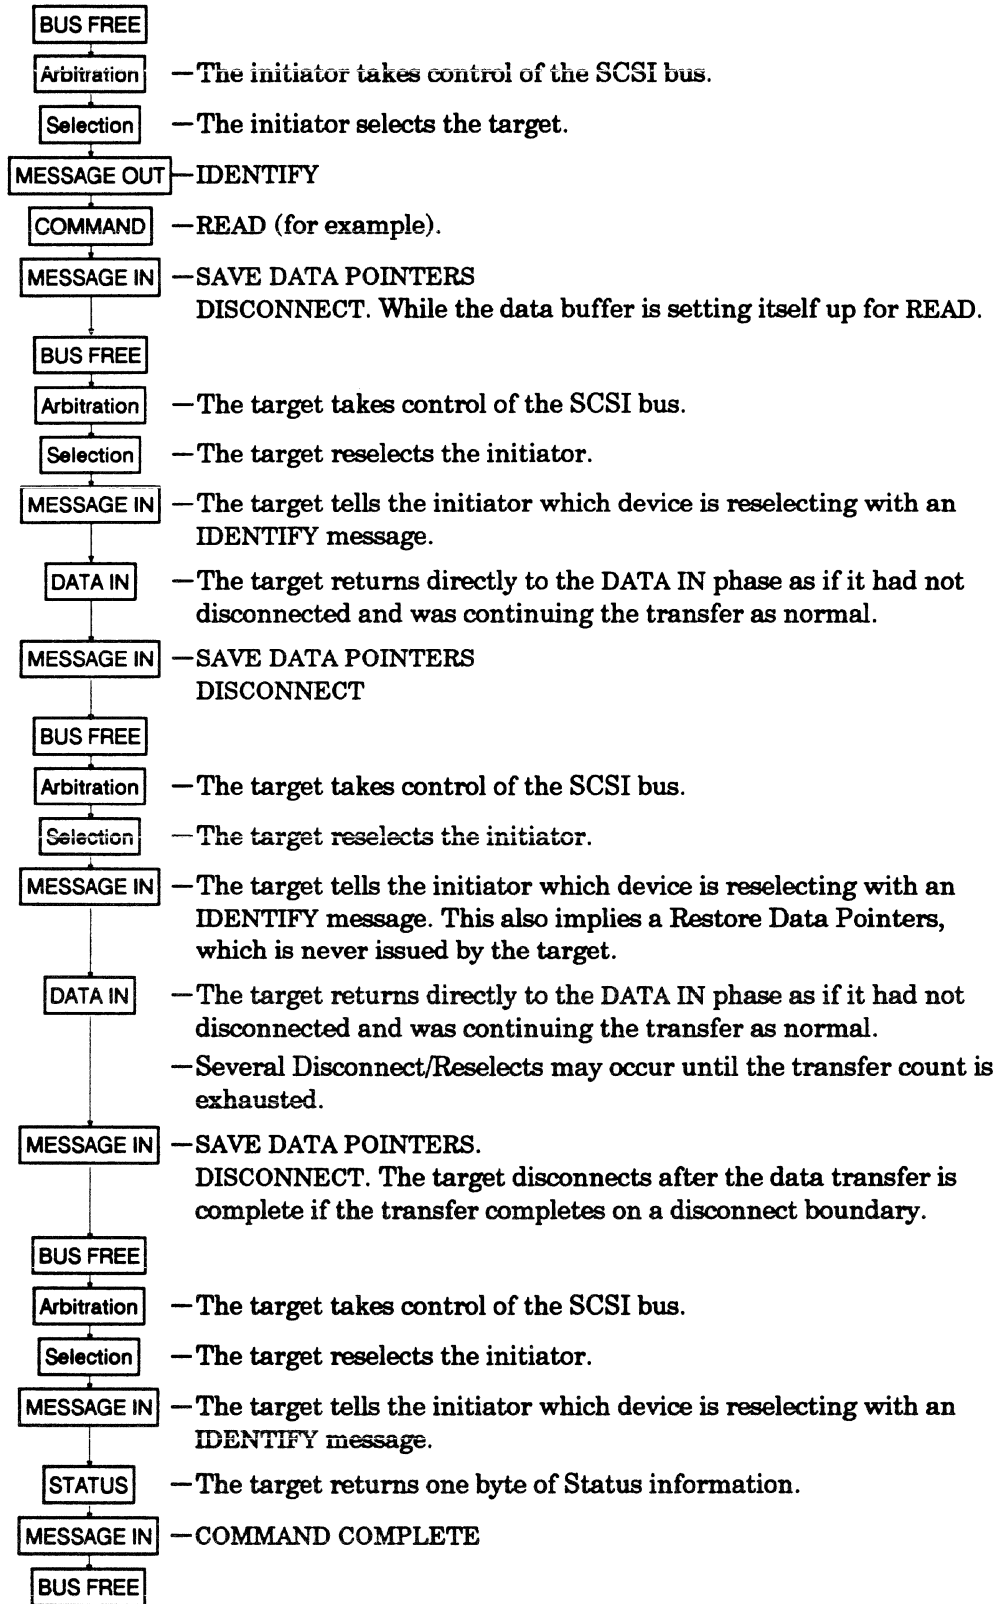 BUS FREE
Arbitration —The initiator takes control of the SCSI bus.
Selection —The initiator selects the target.
MESSAGE OUT —IDENTIFY
COMMAND —READ (for example).
MESSAGE IN —SAVE DATA POINTERS
DISCONNECT. While the data buffer is setting itself up for READ.
BUS FREE
Arbitration —The target takes control of the SCSI bus.
Selection —The target reselects the initiator.
MESSAGE IN —The target tells the initiator which device is reselecting with an
IDENTIFY message.
DATA IN —The target returns directly to the DATA IN phase as if it had not
disconnected and was continuing the transfer as normal.
MESSAGE IN —SAVE DATA POINTERS
DISCONNECT
BUS FREE
Arbitration —The target takes control of the SCSI bus.
Selection —The target reselects the initiator.
MESSAGE IN —The target tells the initiator which device is reselecting with an
IDENTIFY message. This also implies a Restore Data Pointers,
which is never issued by the target.
DATA IN —The target returns directly to the DATA IN phase as if it had not
disconnected and was continuing the transfer as normal.
—Several Disconnect/Reselects may occur until the transfer count is
exhausted.
MESSAGE IN —SAVE DATA POINTERS.
DISCONNECT. The target disconnects after the data transfer is
complete if the transfer completes on a disconnect boundary.
BUS FREE
Arbitration —The target takes control of the SCSI bus.
Selection —The target reselects the initiator.
MESSAGE IN —The target tells the initiator which device is reselecting with an
IDENTIFY message.
STATUS —The target returns one byte of Status information.
MESSAGE IN —COMMAND COMPLETE
BUS FREE